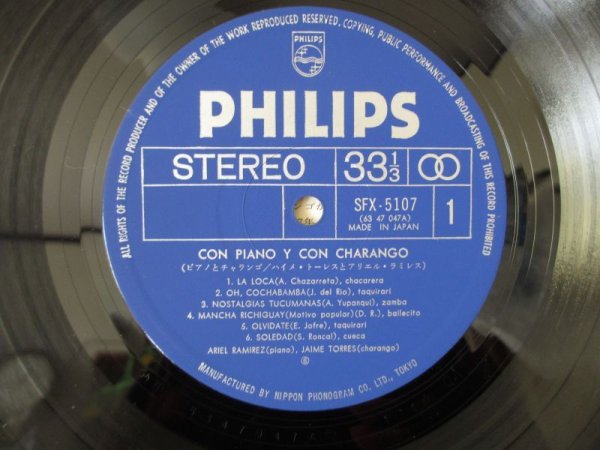 ALL RIGHTS OF THE RECORD PRODUCER AND OF THE OWNER OF THE WORK REPRODUCED RESERVED. COPYING, PUBLIC PERFORMANCE AND BROADCASTING OF THIS RECORD PROHIBITED
PHILIPS
PHILIPS
STEREO 33 1/3
SFX-5107
(63 47 047A)
MADE IN JAPAN
1
CON PIANO Y CON CHARANGO
(ピアノとチャランゴ/ハイメ・トーレスとアリエル・ラミレス)
1. LA LOCA(A. Chazarreta), chacarera
2. OH, COCHABAMBA(J. del Rio), taquirari
3. NOSTALGIAS TUCUMANAS(A. Yupanqui), zamba
4. MANCHA RICHIGUAY(Motivo popular)(D. R.), bailecito
5. OLVIDATE(E. Jofre), taquirari
6. SOLEDAD(S. Ronca!), cueca
ARIEL RAMIREZ(piano), JAIME TORRES(charango)
MANUFACTURED BY NIPPON PHONOGRAM CO. LTD., TOKYO